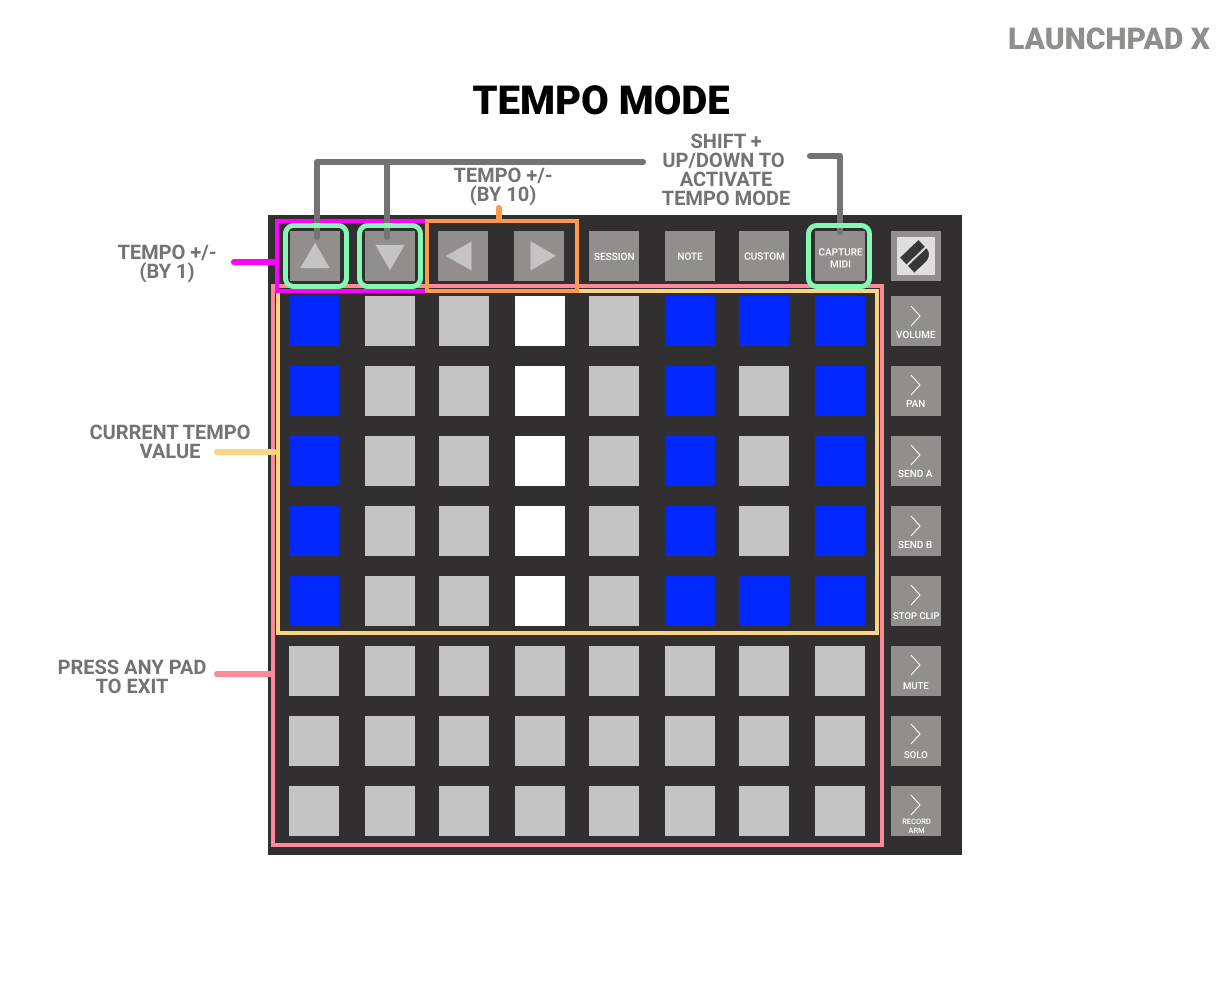 LAUNCHPAD X
TEMPO MODE
SHIFT +
UP/DOWN TO
ACTIVATE
TEMPO MODE
TEMPO +/-
(BY 10)
TEMPO +/-
(BY 1)
SESSION
NOTE
CUSTOM
CAPTURE
MIDI
VOLUME
PAN
CURRENT TEMPO
VALUE
SEND A
SEND B
STOP CLIP
PRESS ANY PAD
TO EXIT
MUTE
SOLO
RECORD
ARM